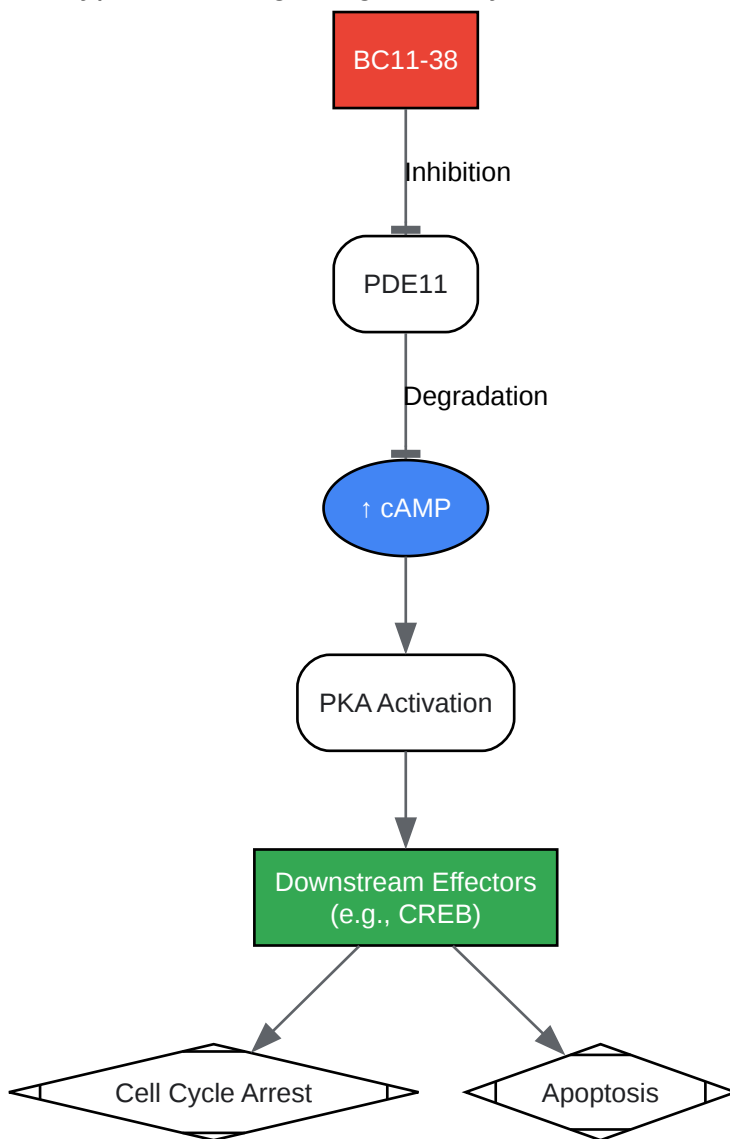 BC11-38
Inhibition
PDE11
Degradation
↑ cAMP
PKA Activation
Downstream Effectors
(e.g., CREB)
Cell Cycle Arrest
Apoptosis